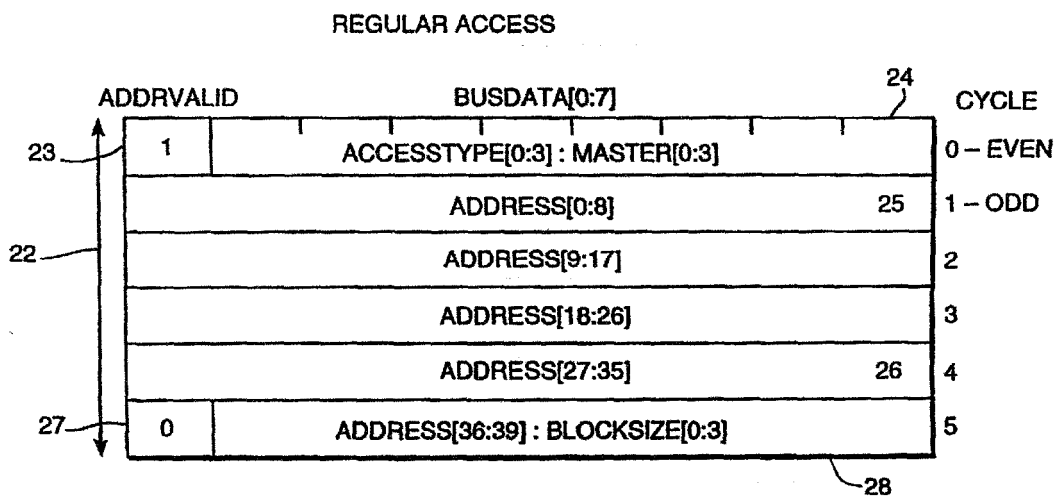 REGULAR ACCESS
24
ADDRVALID BUSDATA[0:7] CYCLE
23 1 ACCESSTYPE[0:3] : MASTER[0:3] 0 – EVEN
ADDRESS[0:8] 25 1 – ODD
22 ADDRESS[9:17] 2
ADDRESS[18:26] 3
ADDRESS[27:35] 26 4
27 0 ADDRESS[36:39] : BLOCKSIZE[0:3] 5
28